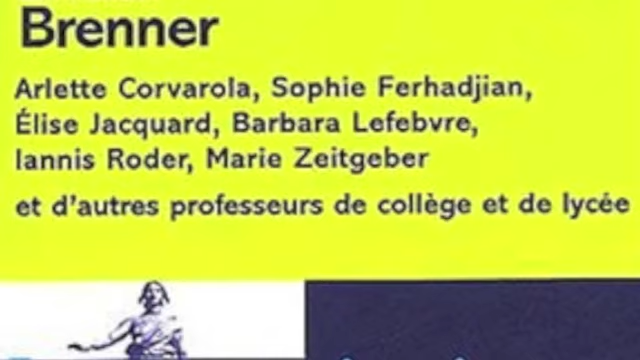 Brenner
Arlette Corvarola, Sophie Ferhadjian,
Élise Jacquard, Barbara Lefebvre,
Iannis Roder, Marie Zeitgeber
et d'autres professeurs de collège et de lycée